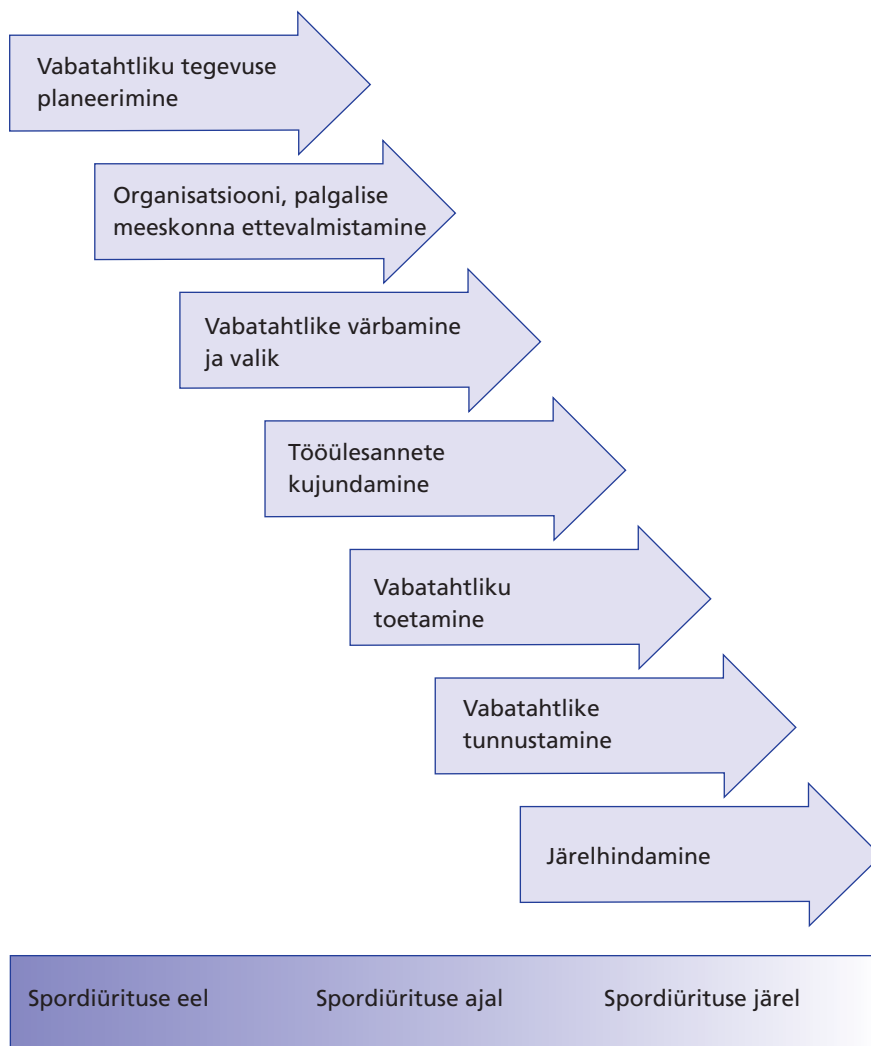 Vabatahtliku tegevuse
planeerimine
Organisatsiooni, palgalise
meeskonna ettevalmistamine
Vabatahtlike värbamine
ja valik
Tööülesannete
kujundamine
Vabatahtliku
toetamine
Vabatahtlike
tunnustamine
Järelhindamine
Spordiürituse eel Spordiürituse ajal Spordiürituse järel